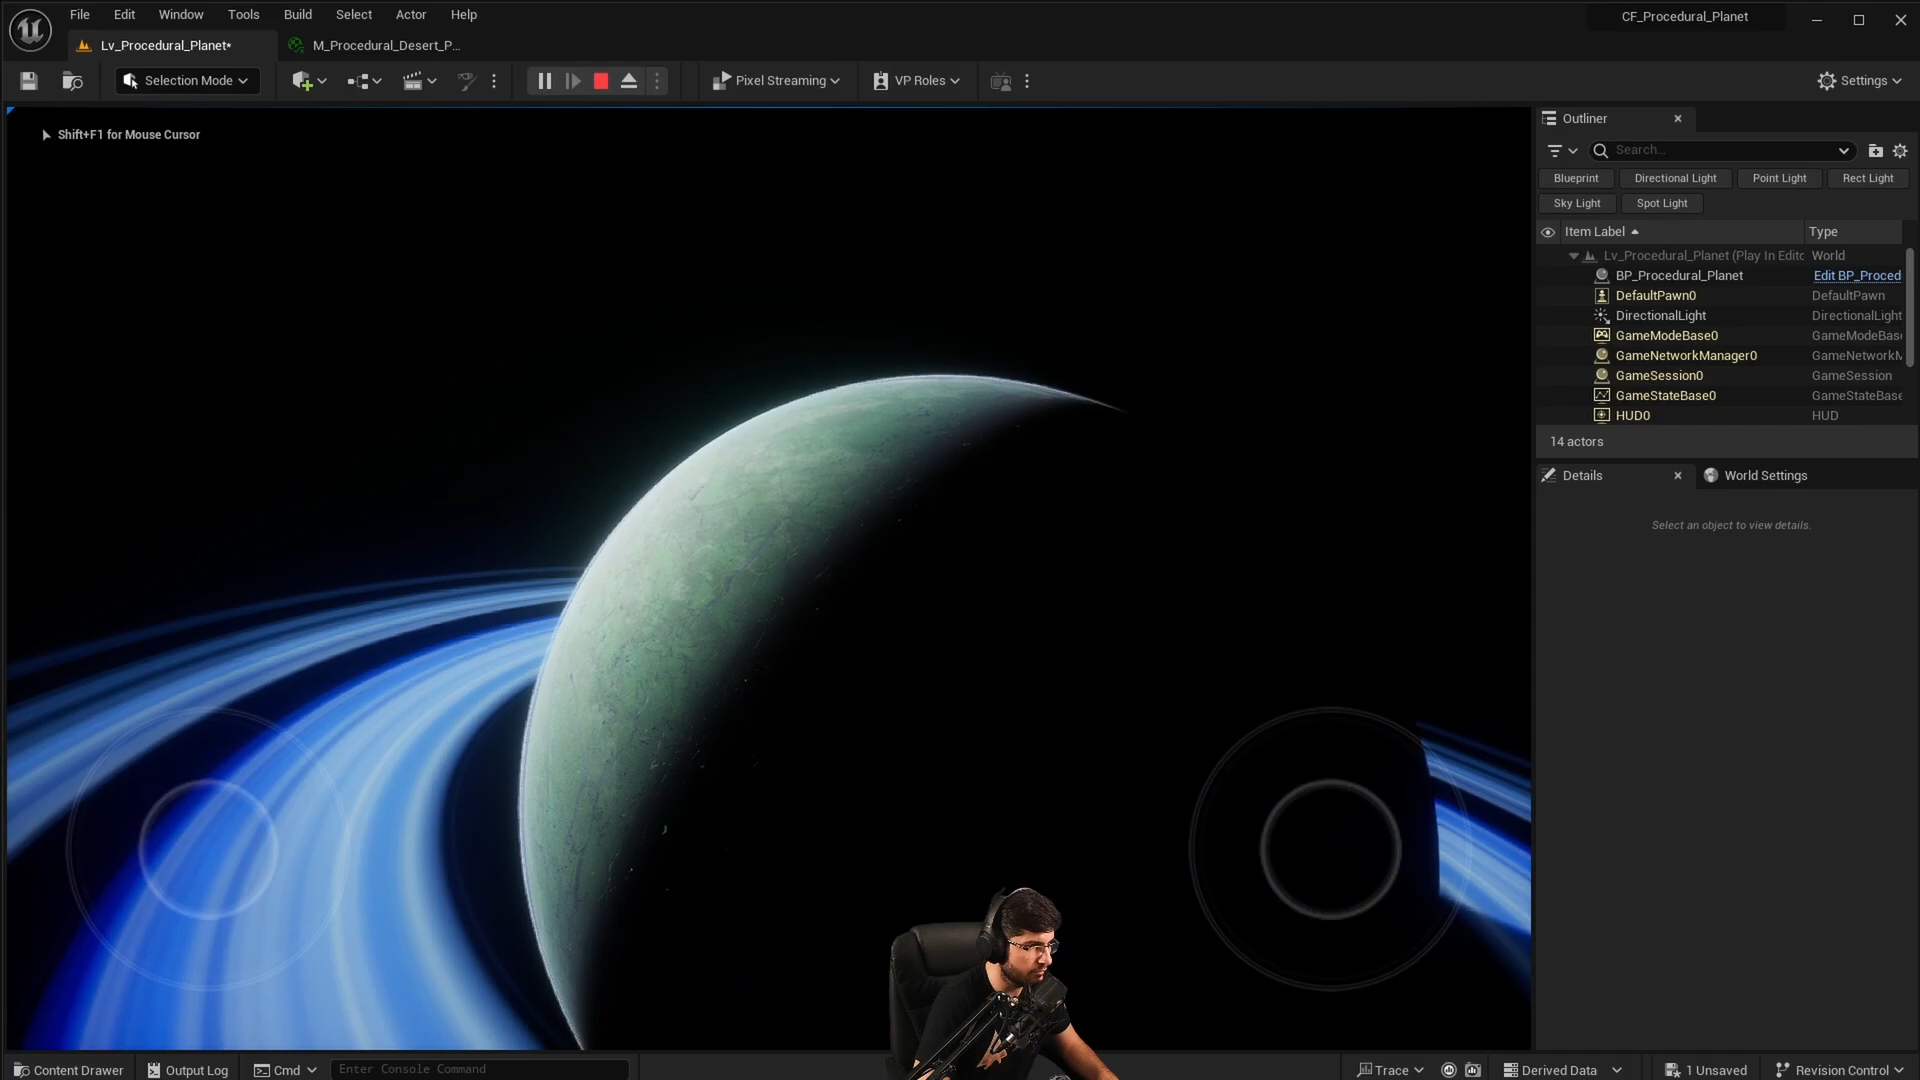 File Edit Window Tools Build Select Actor Help
CF_Procedural_Planet
Lv_Procedural_Planet*
M_Procedural_Desert_P...
Selection Mode
Pixel Streaming
VP Roles
Settings
Shift+F1 for Mouse Cursor
Outliner
Search...
Blueprint Directional Light Point Light Rect Light
Sky Light Spot Light
Item Label Type
Lv_Procedural_Planet (Play In Edito World
BP_Procedural_Planet Edit BP_Proced
DefaultPawn0 DefaultPawn
DirectionalLight DirectionalLight
GameModeBase0 GameModeBase
GameNetworkManager0 GameNetworkM
GameSession0 GameSession
GameStateBase0 GameStateBase
HUD0 HUD
14 actors
Details World Settings
Select an object to view details.
Content Drawer Output Log Cmd Enter Console Command
Trace Derived Data 1 Unsaved Revision Control